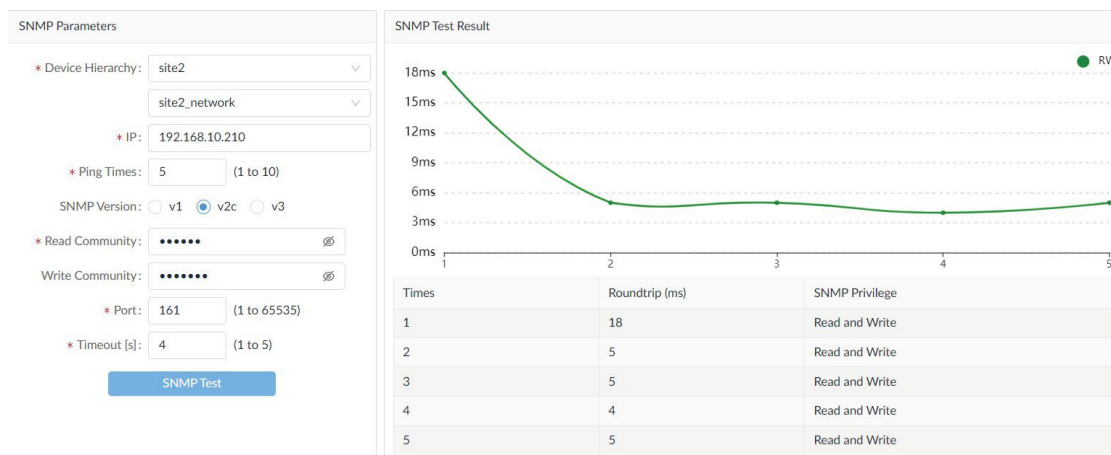 SNMP Parameters
* Device Hierarchy: site2
site2_network
* IP: 192.168.10.210
* Ping Times: 5 (1 to 10)
SNMP Version: v1 v2c v3
* Read Community: ••••••
Write Community: •••••••
* Port: 161 (1 to 65535)
* Timeout [s]: 4 (1 to 5)
SNMP Test
SNMP Test Result
RW
18ms
15ms
12ms
9ms
6ms
3ms
0ms
1 2 3 4 5
Times Roundtrip (ms) SNMP Privilege
1 18 Read and Write
2 5 Read and Write
3 5 Read and Write
4 4 Read and Write
5 5 Read and Write